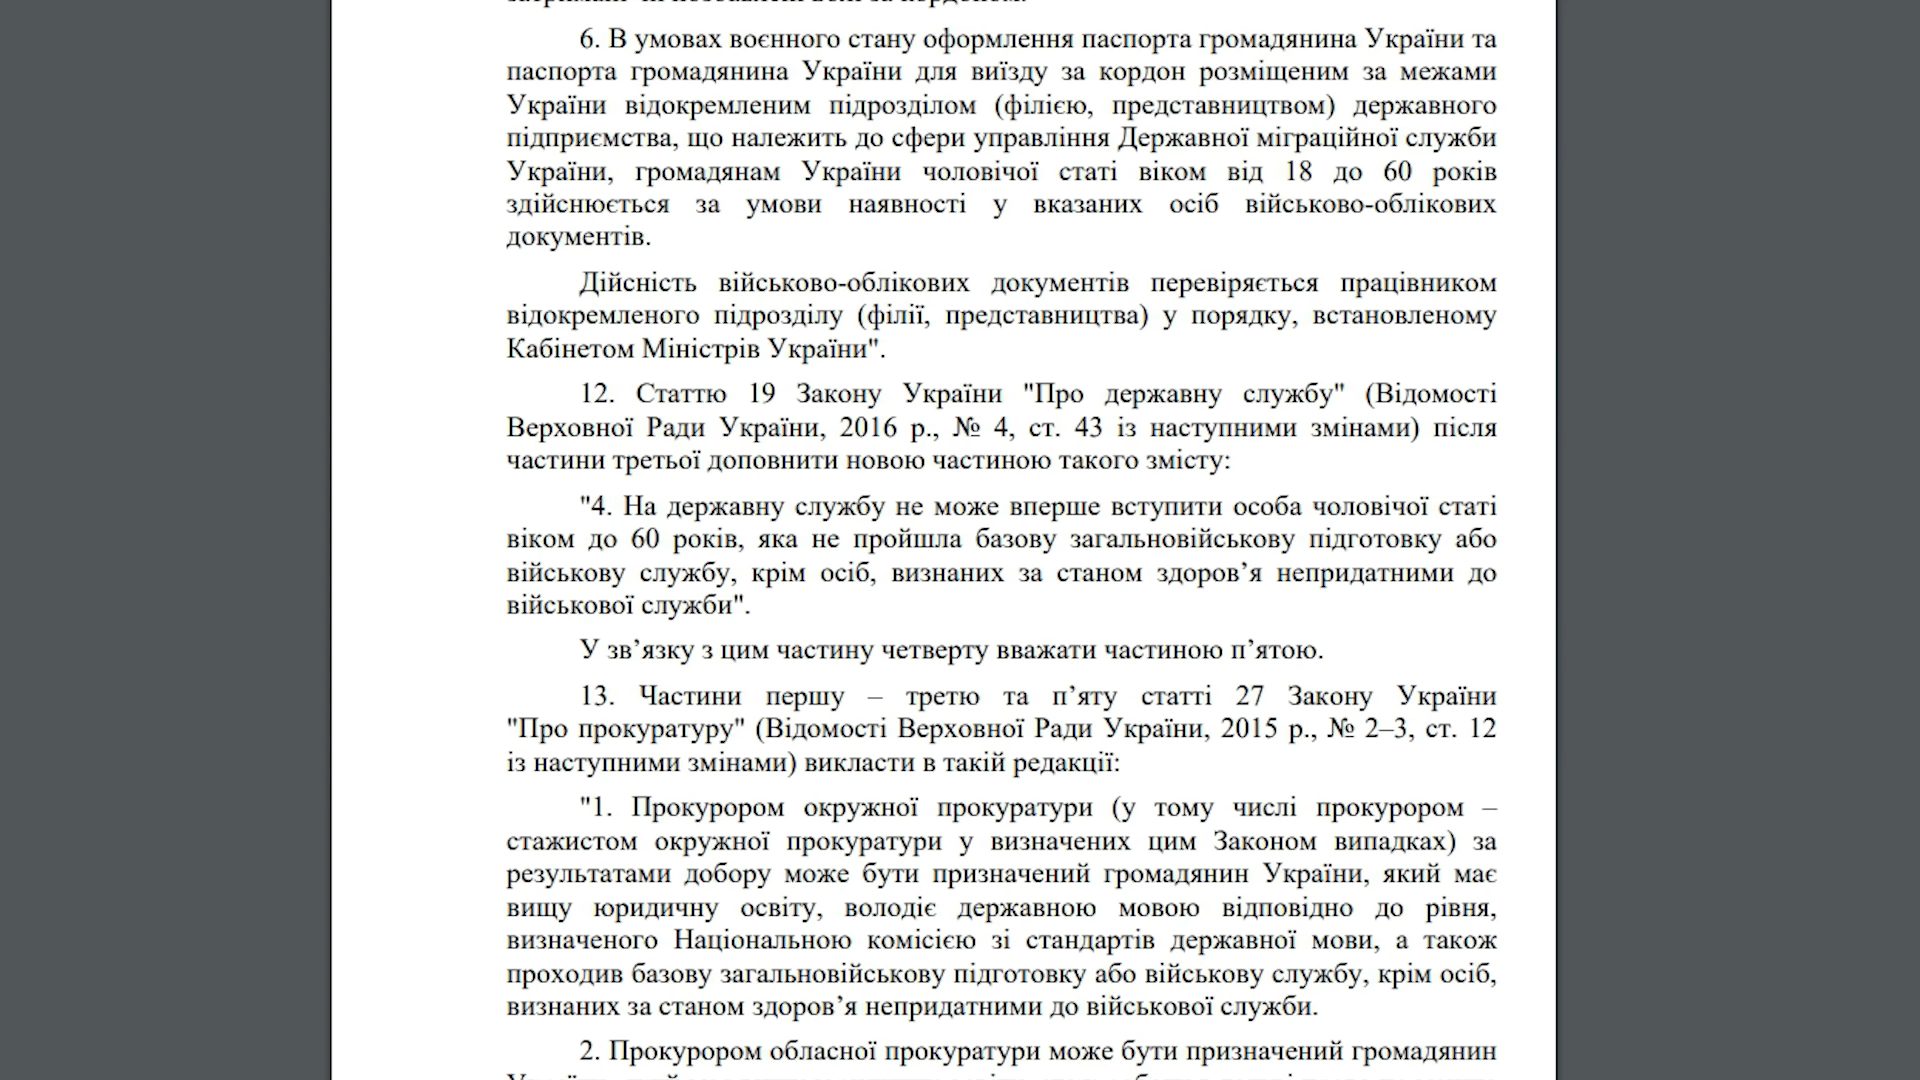 6. В умовах воєнного стану оформлення паспорта громадянина України та
паспорта громадянина України для виїзду за кордон розміщеним за межами
України відокремленим підрозділом (філією, представництвом) державного
підприємства, що належить до сфери управління Державної міграційної служби
України, громадянам України чоловічої статі віком від 18 до 60 років
здійснюється за умови наявності у вказаних осіб військово-облікових
документів.
Дійсність військово-облікових документів перевіряється працівником
відокремленого підрозділу (філії, представництва) у порядку, встановленому
Кабінетом Міністрів України".
12. Статтю 19 Закону України "Про державну службу" (Відомості
Верховної Ради України, 2016 р., № 4, ст. 43 із наступними змінами) після
частини третьої доповнити новою частиною такого змісту:
"4. На державну службу не може вперше вступити особа чоловічої статі
віком до 60 років, яка не пройшла базову загальновійськову підготовку або
військову службу, крім осіб, визнаних за станом здоров’я непридатними до
військової служби".
У зв’язку з цим частину четверту вважати частиною п’ятою.
13. Частини першу – третю та п’яту статті 27 Закону України
"Про прокуратуру" (Відомості Верховної Ради України, 2015 р., № 2–3, ст. 12
із наступними змінами) викласти в такій редакції:
"1. Прокурором окружної прокуратури (у тому числі прокурором –
стажистом окружної прокуратури у визначених цим Законом випадках) за
результатами добору може бути призначений громадянин України, який має
вищу юридичну освіту, володіє державною мовою відповідно до рівня,
визначеного Національною комісією зі стандартів державної мови, а також
проходив базову загальновійськову підготовку або військову службу, крім осіб,
визнаних за станом здоров’я непридатними до військової служби.
2. Прокурором обласної прокуратури може бути призначений громадянин